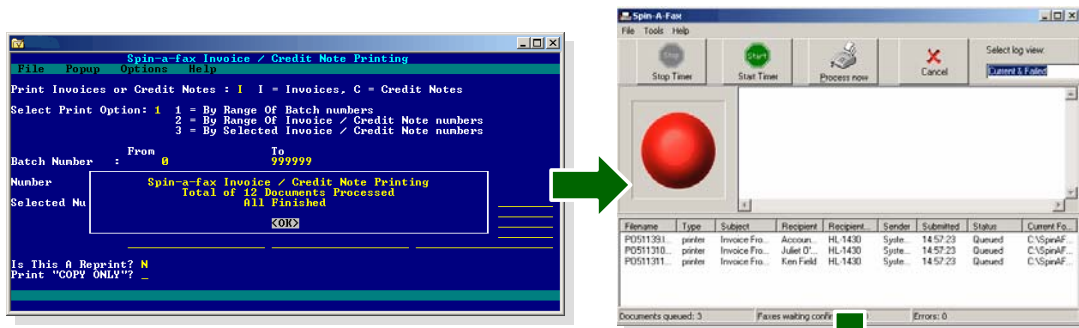 Spin-a-fax Invoice / Credit Note Printing
File Popup Options Help
Print Invoices or Credit Notes : I I = Invoices, C = Credit Notes
Select Print Option: 1 1 = By Range Of Batch numbers
2 = By Range Of Invoice / Credit Note numbers
3 = By Selected Invoice / Credit Note numbers
From To
Batch Number : 0 999999
Number
Selected Nu
Spin-a-fax Invoice / Credit Note Printing
Total of 12 Documents Processed
All Finished
<OK>
Is This A Reprint? N
Print "COPY ONLY"? _
Spin-A-Fax
File Tools Help
Stop
Stop Timer
Start
Start Timer
Process now
Cancel
Select log view:
Current & Failed
Filename Type Subject Recipient Recipient... Sender Submitted Status Current Fo...
PO511391... printer Invoice Fro... Accoun... HL-1430 Syste... 14:57:23 Queued C:\SpinAF...
PO511310... printer Invoice Fro... Juliet O'... HL-1430 Syste... 14:57:23 Queued C:\SpinAF...
PO511311... printer Invoice Fro... Ken Field HL-1430 Syste... 14:57:23 Queued C:\SpinAF...
Documents queued: 3 Faxes waiting Errors: 0